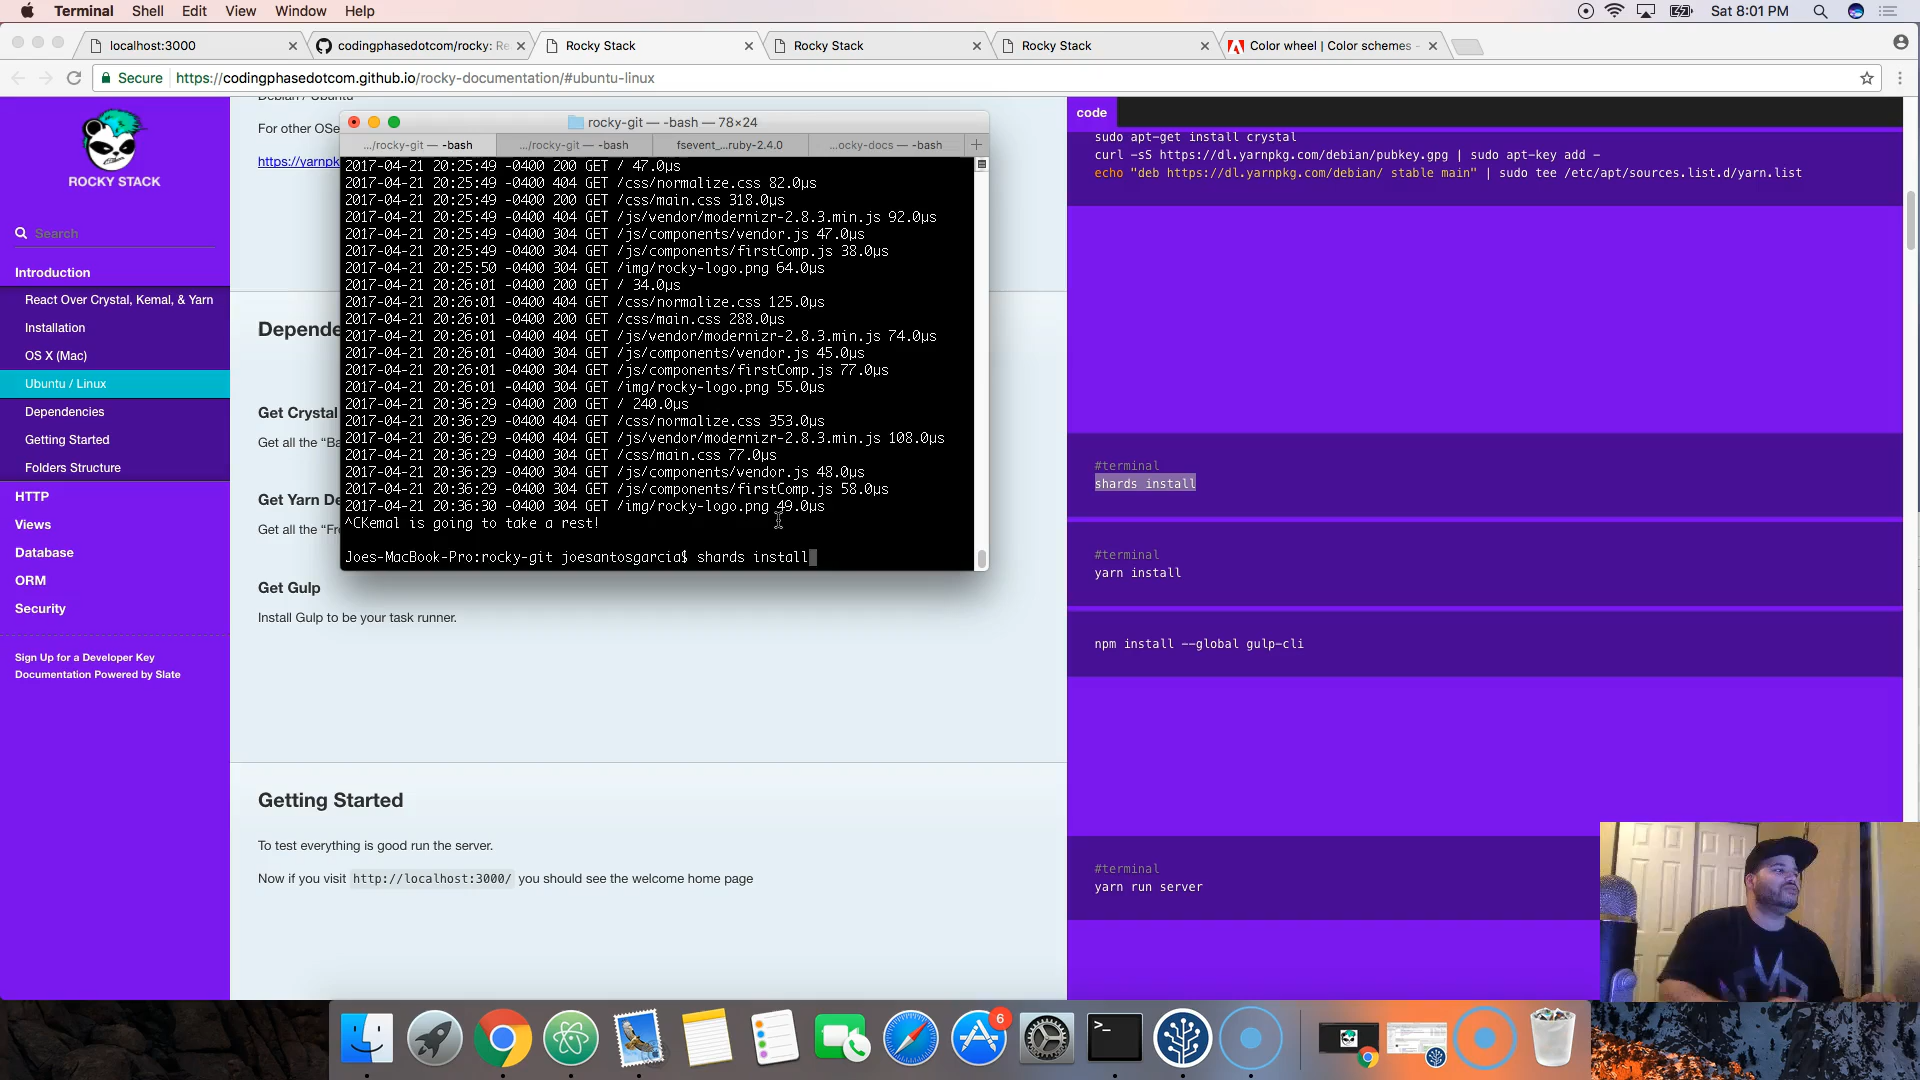 Terminal Shell Edit View Window Help
Sat 8:01 PM
localhost:3000
codingphasedotcom/rocky: Re
Rocky Stack
Rocky Stack
Rocky Stack
Color wheel | Color schemes -
Secure https://codingphasedotcom.github.io/rocky-documentation/#ubuntu-linux
ROCKY STACK
Search
Introduction
React Over Crystal, Kemal, & Yarn
Installation
OS X (Mac)
Ubuntu / Linux
Dependencies
Getting Started
Folders Structure
HTTP
Views
Database
ORM
Security
Sign Up for a Developer Key
Documentation Powered by Slate
Debian / Ubuntu
For other OSe
https://yarnpk
Depende
Get Crystal
Get all the "Ba
Get Yarn De
Get all the "Fr
Get Gulp
Install Gulp to be your task runner.
Getting Started
To test everything is good run the server.
Now if you visit http://localhost:3000/ you should see the welcome home page
rocky-git — -bash — 78×24
.../rocky-git — -bash
.../rocky-git — -bash
fsevent_...ruby-2.4.0
...ocky-docs — -bash
2017-04-21 20:25:49 -0400 200 GET / 47.0µs
2017-04-21 20:25:49 -0400 404 GET /css/normalize.css 82.0µs
2017-04-21 20:25:49 -0400 200 GET /css/main.css 318.0µs
2017-04-21 20:25:49 -0400 404 GET /js/vendor/modernizr-2.8.3.min.js 92.0µs
2017-04-21 20:25:49 -0400 304 GET /js/components/vendor.js 47.0µs
2017-04-21 20:25:49 -0400 304 GET /js/components/firstComp.js 38.0µs
2017-04-21 20:25:50 -0400 304 GET /img/rocky-logo.png 64.0µs
2017-04-21 20:26:01 -0400 200 GET / 34.0µs
2017-04-21 20:26:01 -0400 404 GET /css/normalize.css 125.0µs
2017-04-21 20:26:01 -0400 200 GET /css/main.css 288.0µs
2017-04-21 20:26:01 -0400 404 GET /js/vendor/modernizr-2.8.3.min.js 74.0µs
2017-04-21 20:26:01 -0400 304 GET /js/components/vendor.js 45.0µs
2017-04-21 20:26:01 -0400 304 GET /js/components/firstComp.js 77.0µs
2017-04-21 20:26:01 -0400 304 GET /img/rocky-logo.png 55.0µs
2017-04-21 20:36:29 -0400 200 GET / 240.0µs
2017-04-21 20:36:29 -0400 404 GET /css/normalize.css 353.0µs
2017-04-21 20:36:29 -0400 404 GET /js/vendor/modernizr-2.8.3.min.js 108.0µs
2017-04-21 20:36:29 -0400 304 GET /css/main.css 77.0µs
2017-04-21 20:36:29 -0400 304 GET /js/components/vendor.js 48.0µs
2017-04-21 20:36:29 -0400 304 GET /js/components/firstComp.js 58.0µs
2017-04-21 20:36:30 -0400 304 GET /img/rocky-logo.png 49.0µs
^CKemal is going to take a rest!
Joes-MacBook-Pro:rocky-git joesantosgarcia$ shards install
code
sudo apt-get install crystal
curl -sS https://dl.yarnpkg.com/debian/pubkey.gpg | sudo apt-key add -
echo "deb https://dl.yarnpkg.com/debian/ stable main" | sudo tee /etc/apt/sources.list.d/yarn.list
#terminal
shards install
#terminal
yarn install
npm install --global gulp-cli
#terminal
yarn run server
6